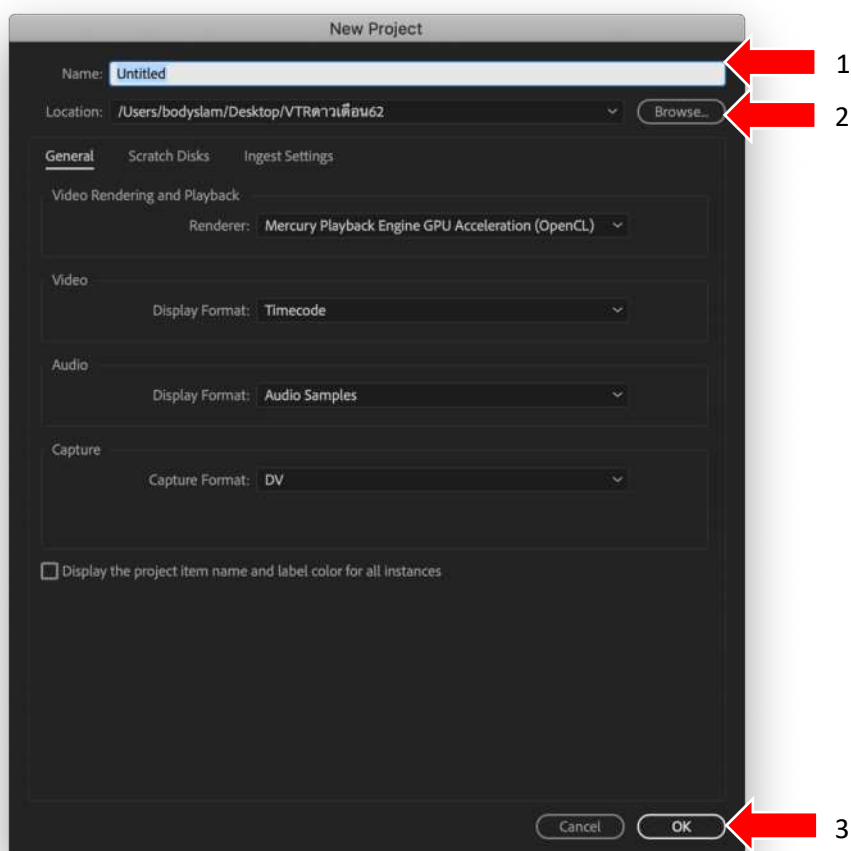 New Project
1
Name: Untitled
Location: /Users/bodyslam/Desktop/VTRดาวเตือน62 Browse...
2
General Scratch Disks Ingest Settings
Video Rendering and Playback
Renderer: Mercury Playback Engine GPU Acceleration (OpenCL)
Video
Display Format: Timecode
Audio
Display Format: Audio Samples
Capture
Capture Format: DV
Display the project item name and label color for all instances
Cancel OK
3